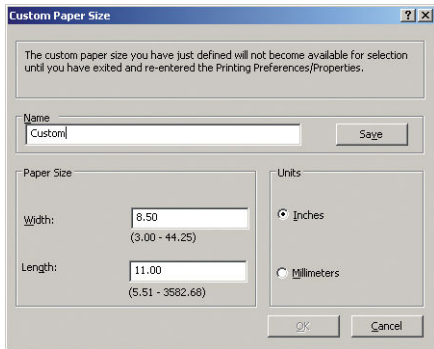 Custom Paper Size
The custom paper size you have just defined will not become available for selection
until you have exited and re-entered the Printing Preferences/Properties.
Name
Custom
Save
Paper Size
Width:
8.50
(3.00 - 44.25)
Length:
11.00
(5.51 - 3582.68)
Units
Inches
Millimeters
OK
Cancel